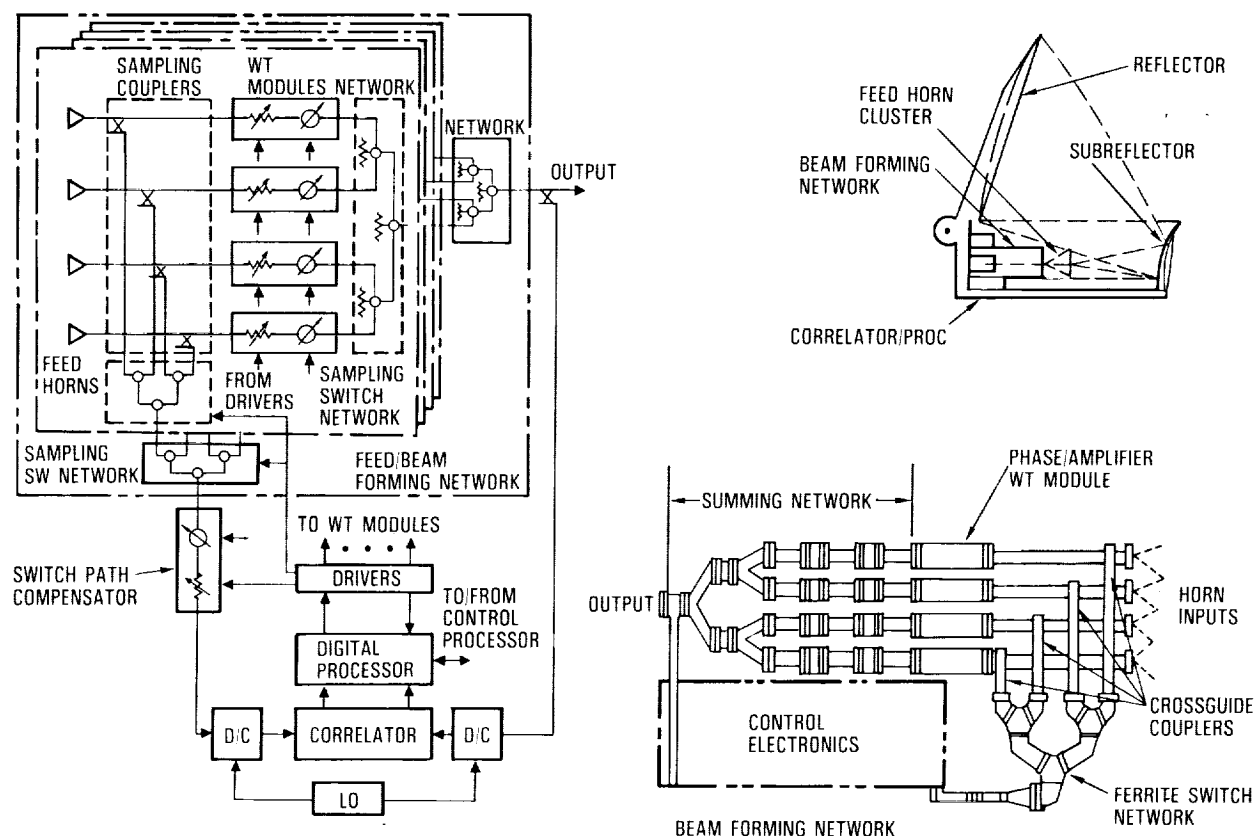 SAMPLING
COUPLERS
WT
MODULES
NETWORK
NETWORK
OUTPUT
FEED
HORNS
FROM
DRIVERS
SAMPLING
SWITCH
NETWORK
SAMPLING
SW NETWORK
FEED/BEAM
FORMING NETWORK
TO WT MODULES
SWITCH PATH
COMPENSATOR
DRIVERS
TO/FROM
CONTROL
PROCESSOR
DIGITAL
PROCESSOR
D/C
CORRELATOR
D/C
LO
REFLECTOR
FEED HORN
CLUSTER
SUBREFLECTOR
BEAM FORMING
NETWORK
CORRELATOR/PROC
PHASE/AMPLIFIER
WT MODULE
SUMMING NETWORK
OUTPUT
HORN
INPUTS
CROSSGUIDE
COUPLERS
CONTROL
ELECTRONICS
FERRITE SWITCH
NETWORK
BEAM FORMING NETWORK